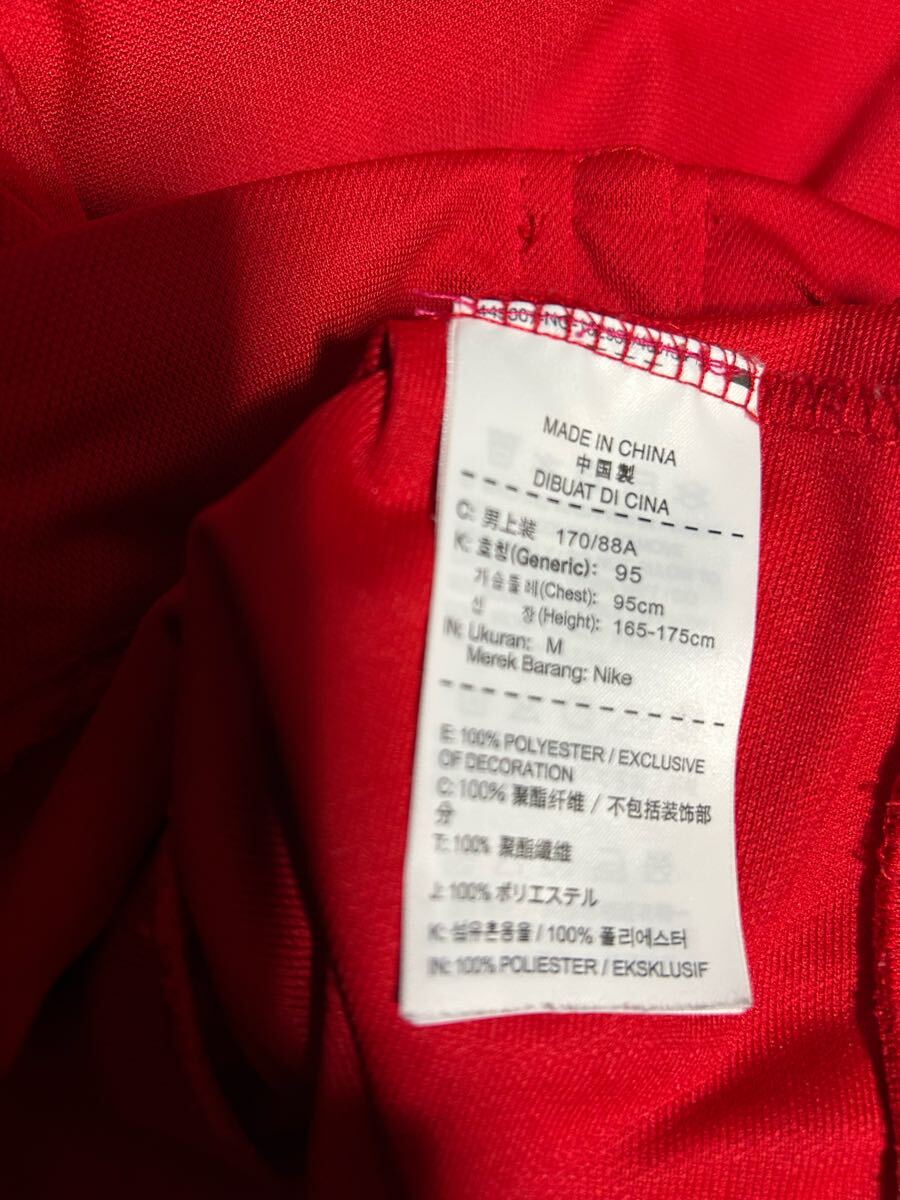 MADE IN CHINA
中国製
DIBUAT DI CINA
C: 男上装 170/88A
K: 호칭(Generic): 95
가슴둘레(Chest): 95cm
신 장(Height): 165-175cm
IN: Ukuran: M
Merek Barang: Nike
E: 100% POLYESTER / EXCLUSIVE
OF DECORATION
C: 100% 聚酯纤维 / 不包括装饰部
分
T: 100% 聚酯纖維
J: 100% ポリエステル
K: 섬유혼용율 / 100% 폴리에스터
IN: 100% POLIESTER / EKSKLUSIF